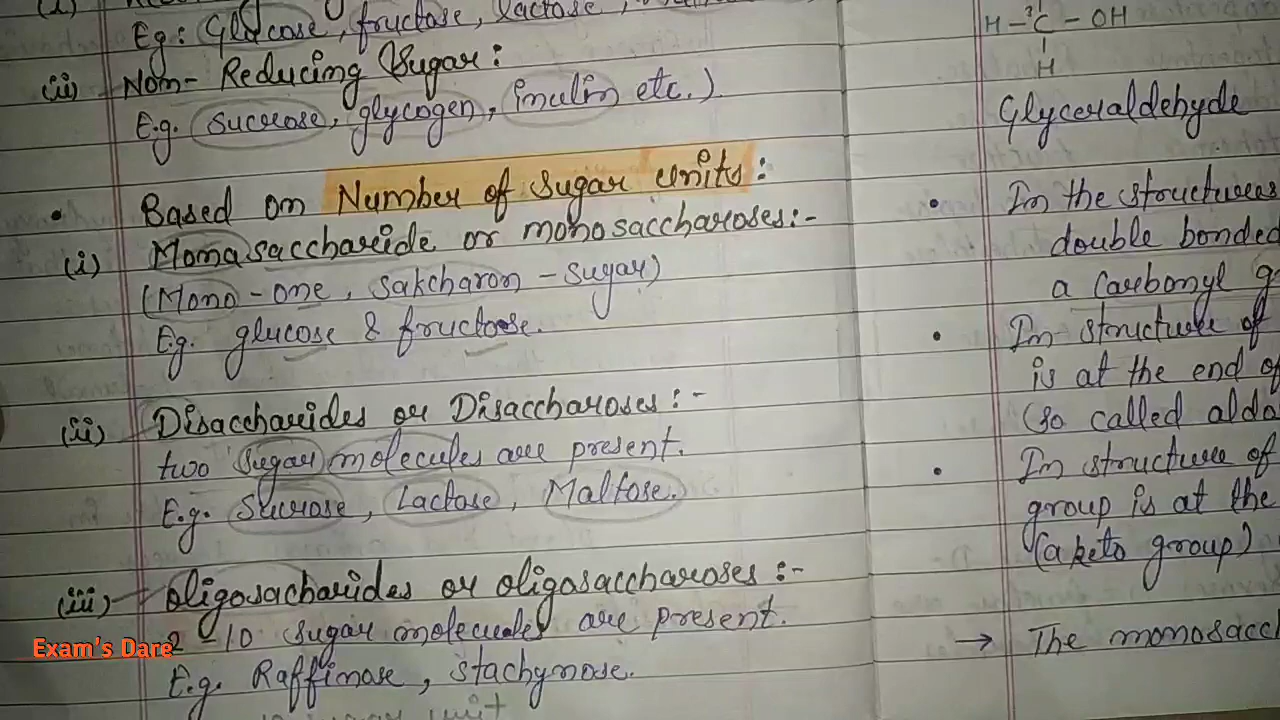 Eg: Glucose, fructose, lactose,
(ii) Non-Reducing Sugar:
E.g. Sucrose, glycogen, inulin etc.)
• Based on Number of Sugar Units:
(i) Monosaccharide or monosaccharoses:-
(Mono-one, Sakcharon-sugar)
Eg. glucose & fructose.
(ii) Disaccharides or Disaccharoses:-
two sugar molecules are present.
E.g. Sucrose, Lactose, Maltose.
(iii) Oligosacharides or oligosaccharoses:-
2-10 sugar molecules are present.
E.g. Raffinose, stachynose.
H-²C-OH
H
Glyceraldehyde
• In the structures
double bonded
a Carbonyl
• In structure of
is at the end of
(so called aldo
• In structure of
group is at the
(a keto group)
→ The monosacc
Exam's Dare